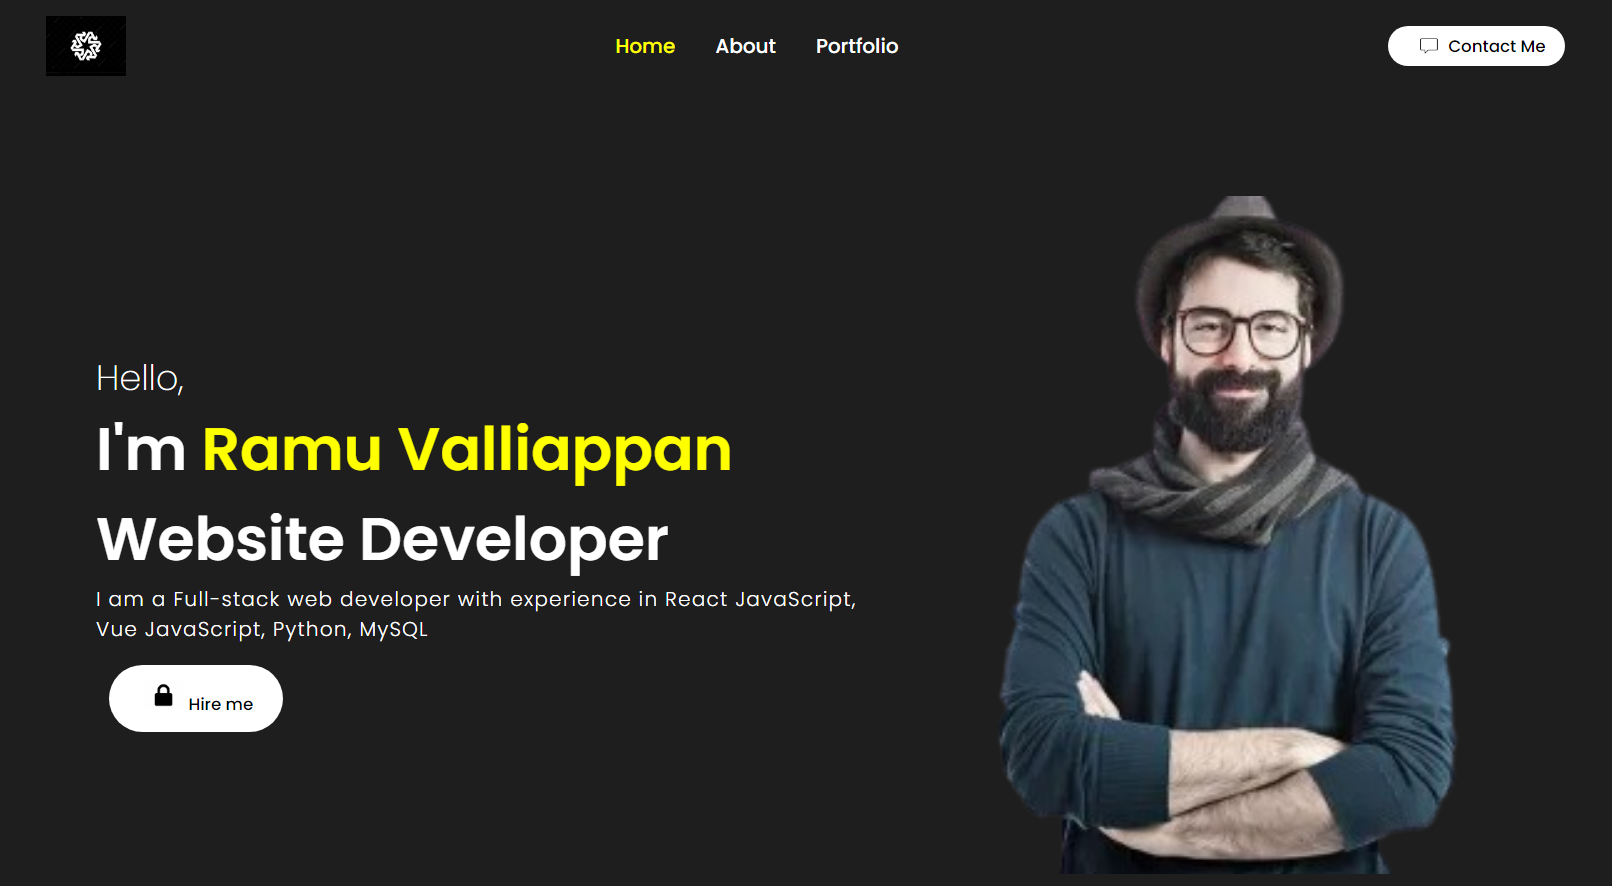 Home About Portfolio
Contact Me
Hello,
I'm Ramu Valliappan
Website Developer
I am a Full-stack web developer with experience in React JavaScript,
Vue JavaScript, Python, MySQL
Hire me